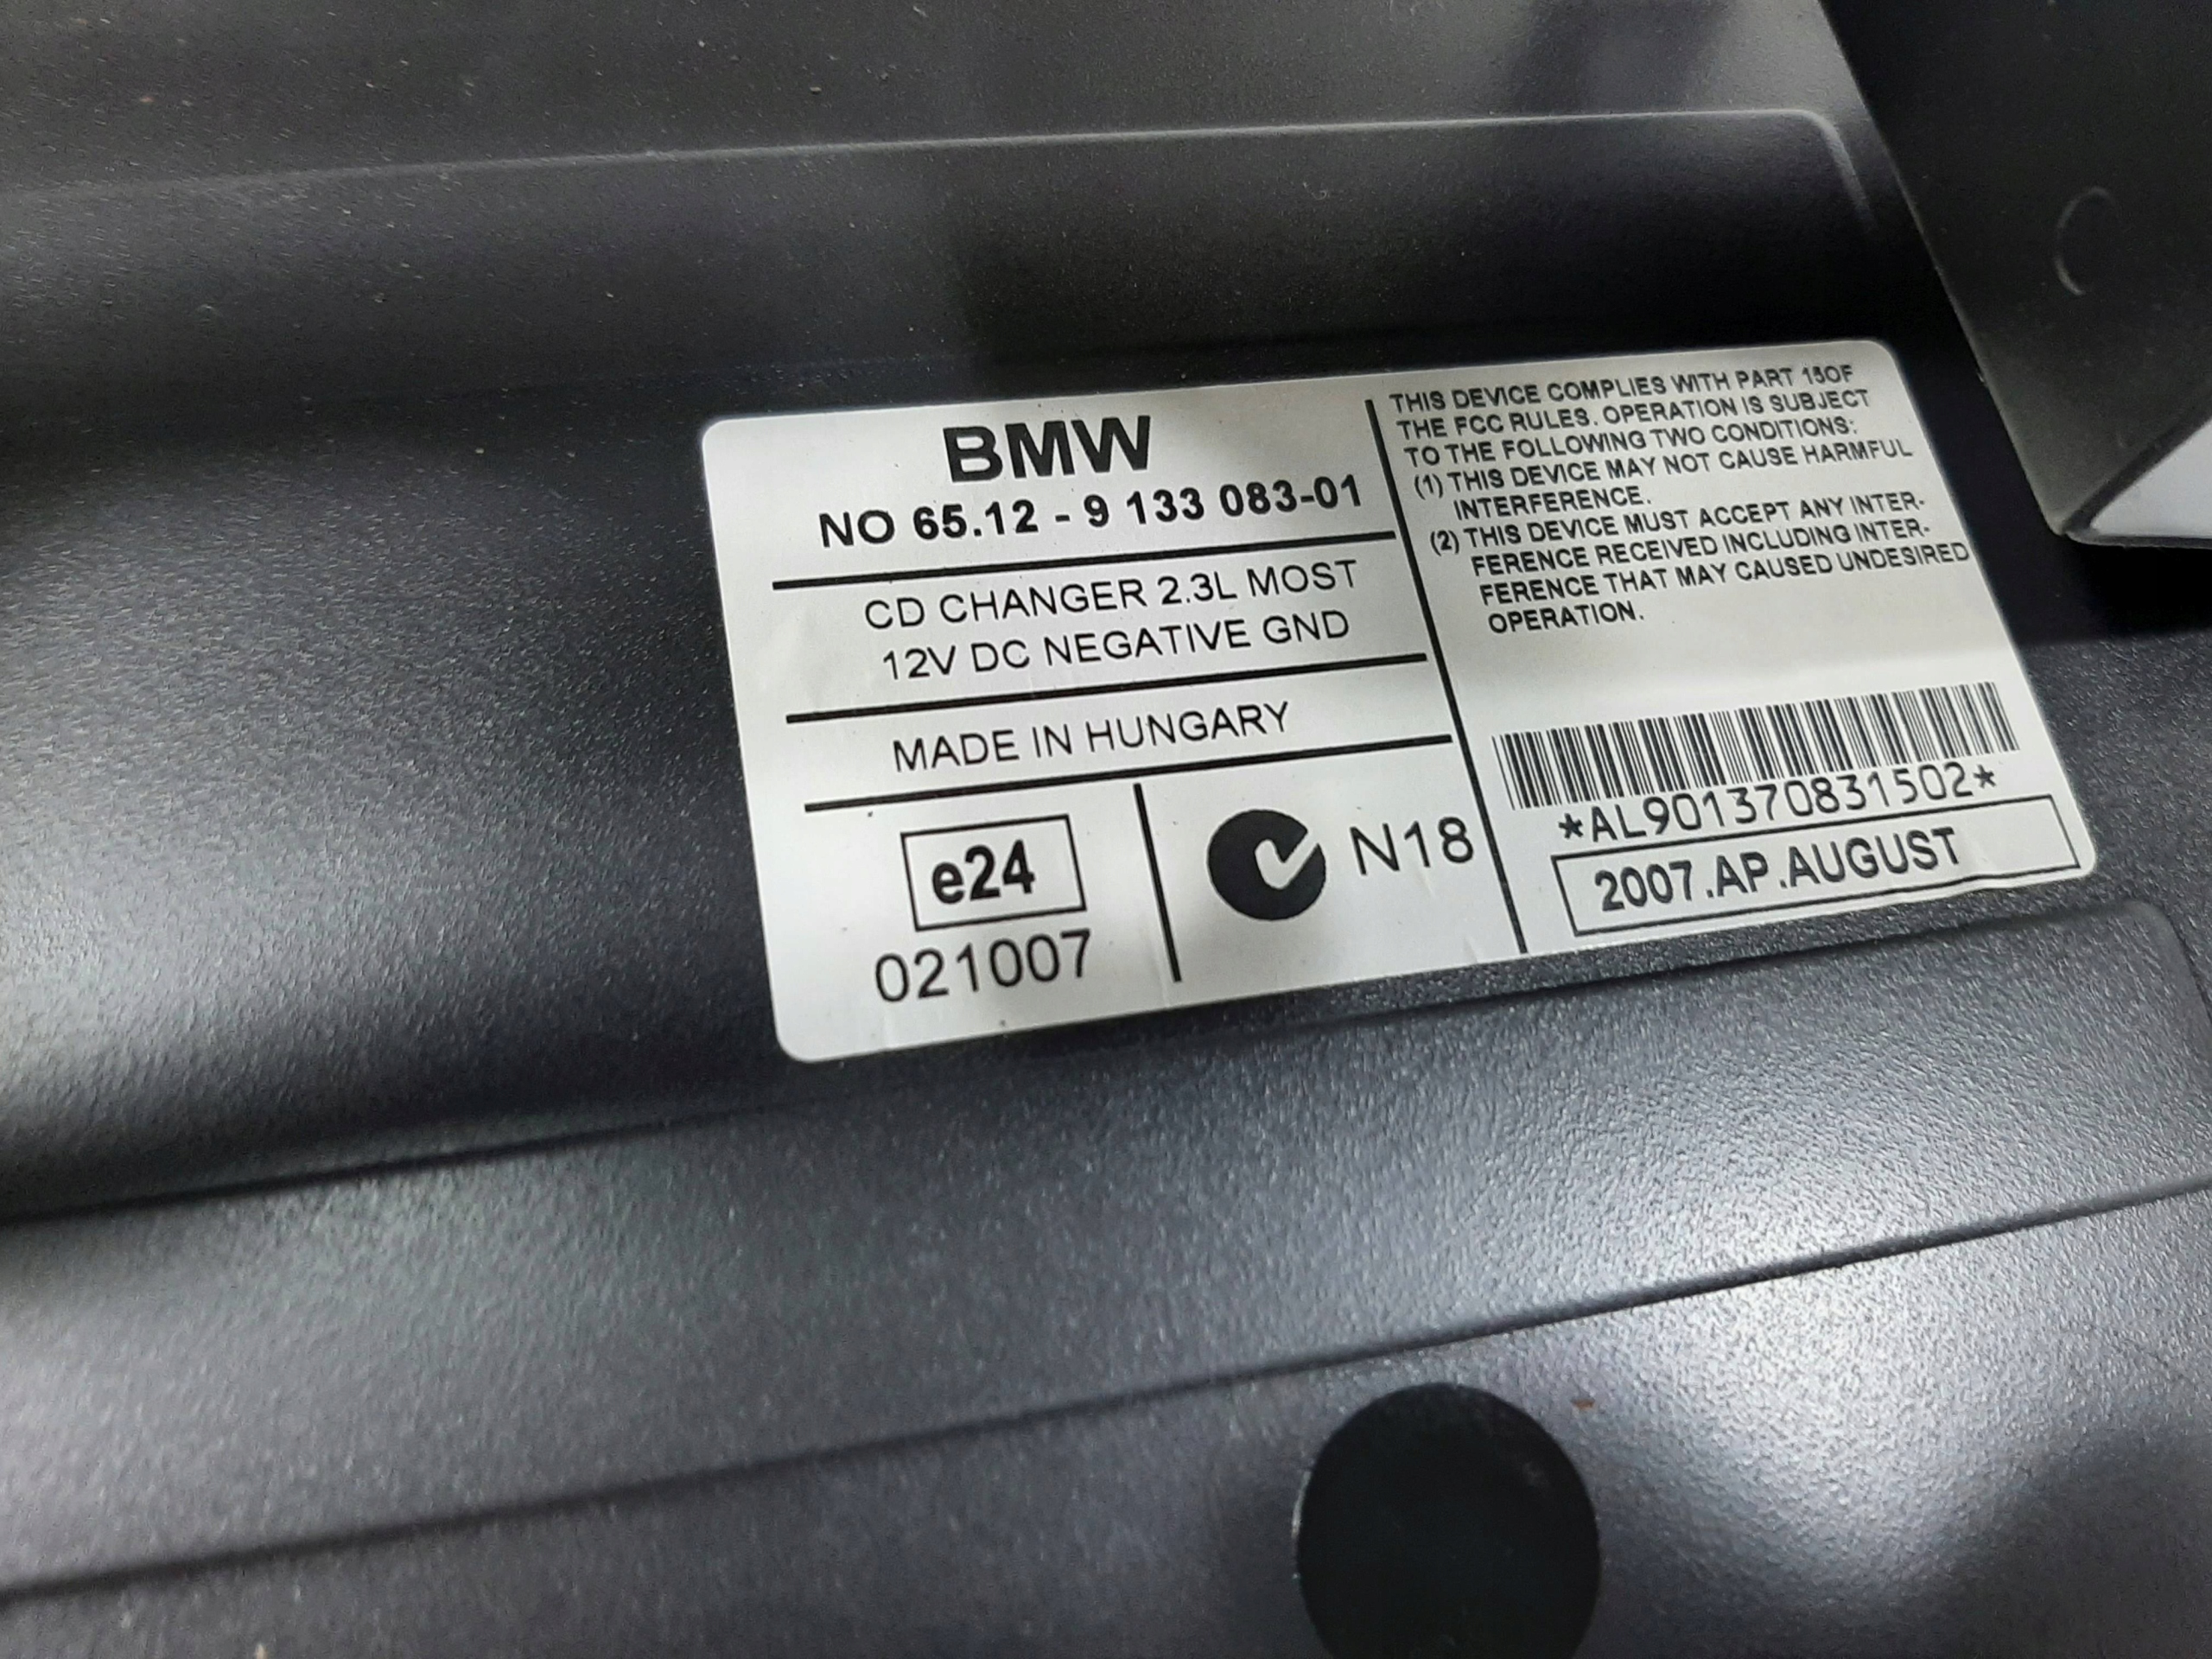 BMW
NO 65.12 - 9 133 083-01
CD CHANGER 2.3L MOST
12V DC NEGATIVE GND
MADE IN HUNGARY
e24
021007
N18
THIS DEVICE COMPLIES WITH PART 15OF
THE FCC RULES. OPERATION IS SUBJECT
TO THE FOLLOWING TWO CONDITIONS:
(1) THIS DEVICE MAY NOT CAUSE HARMFUL
INTERFERENCE.
(2) THIS DEVICE MUST ACCEPT ANY INTER-
FERENCE RECEIVED INCLUDING INTER-
FERENCE THAT MAY CAUSED UNDESIRED
OPERATION.
*AL901370831502*
2007.AP.AUGUST